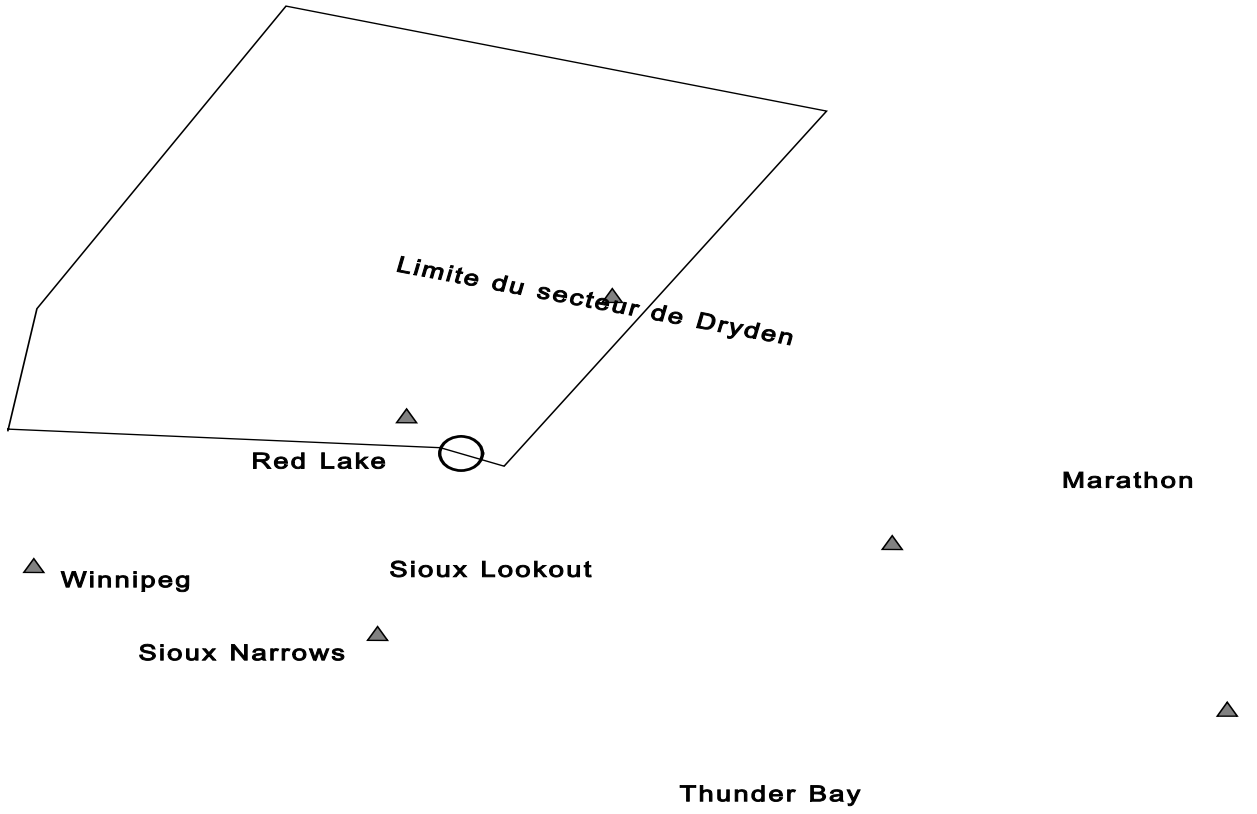 Limite du secteur de Dryden
Red Lake
Marathon
Sioux Lookout
Winnipeg
Sioux Narrows
Thunder Bay